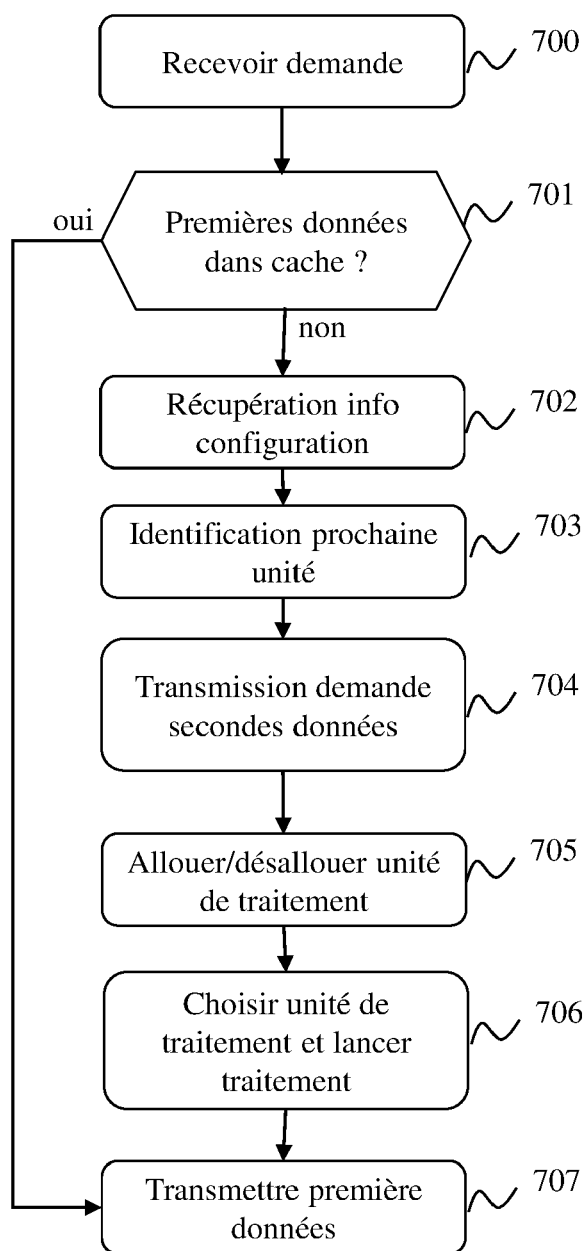 Recevoir demande
700
Premières données
dans cache ?
701
oui
non
Récupération info
configuration
702
Identification prochaine
unité
703
Transmission demande
secondes données
704
Allouer/désallouer unité
de traitement
705
Choisir unité de
traitement et lancer
traitement
706
Transmettre première
données
707